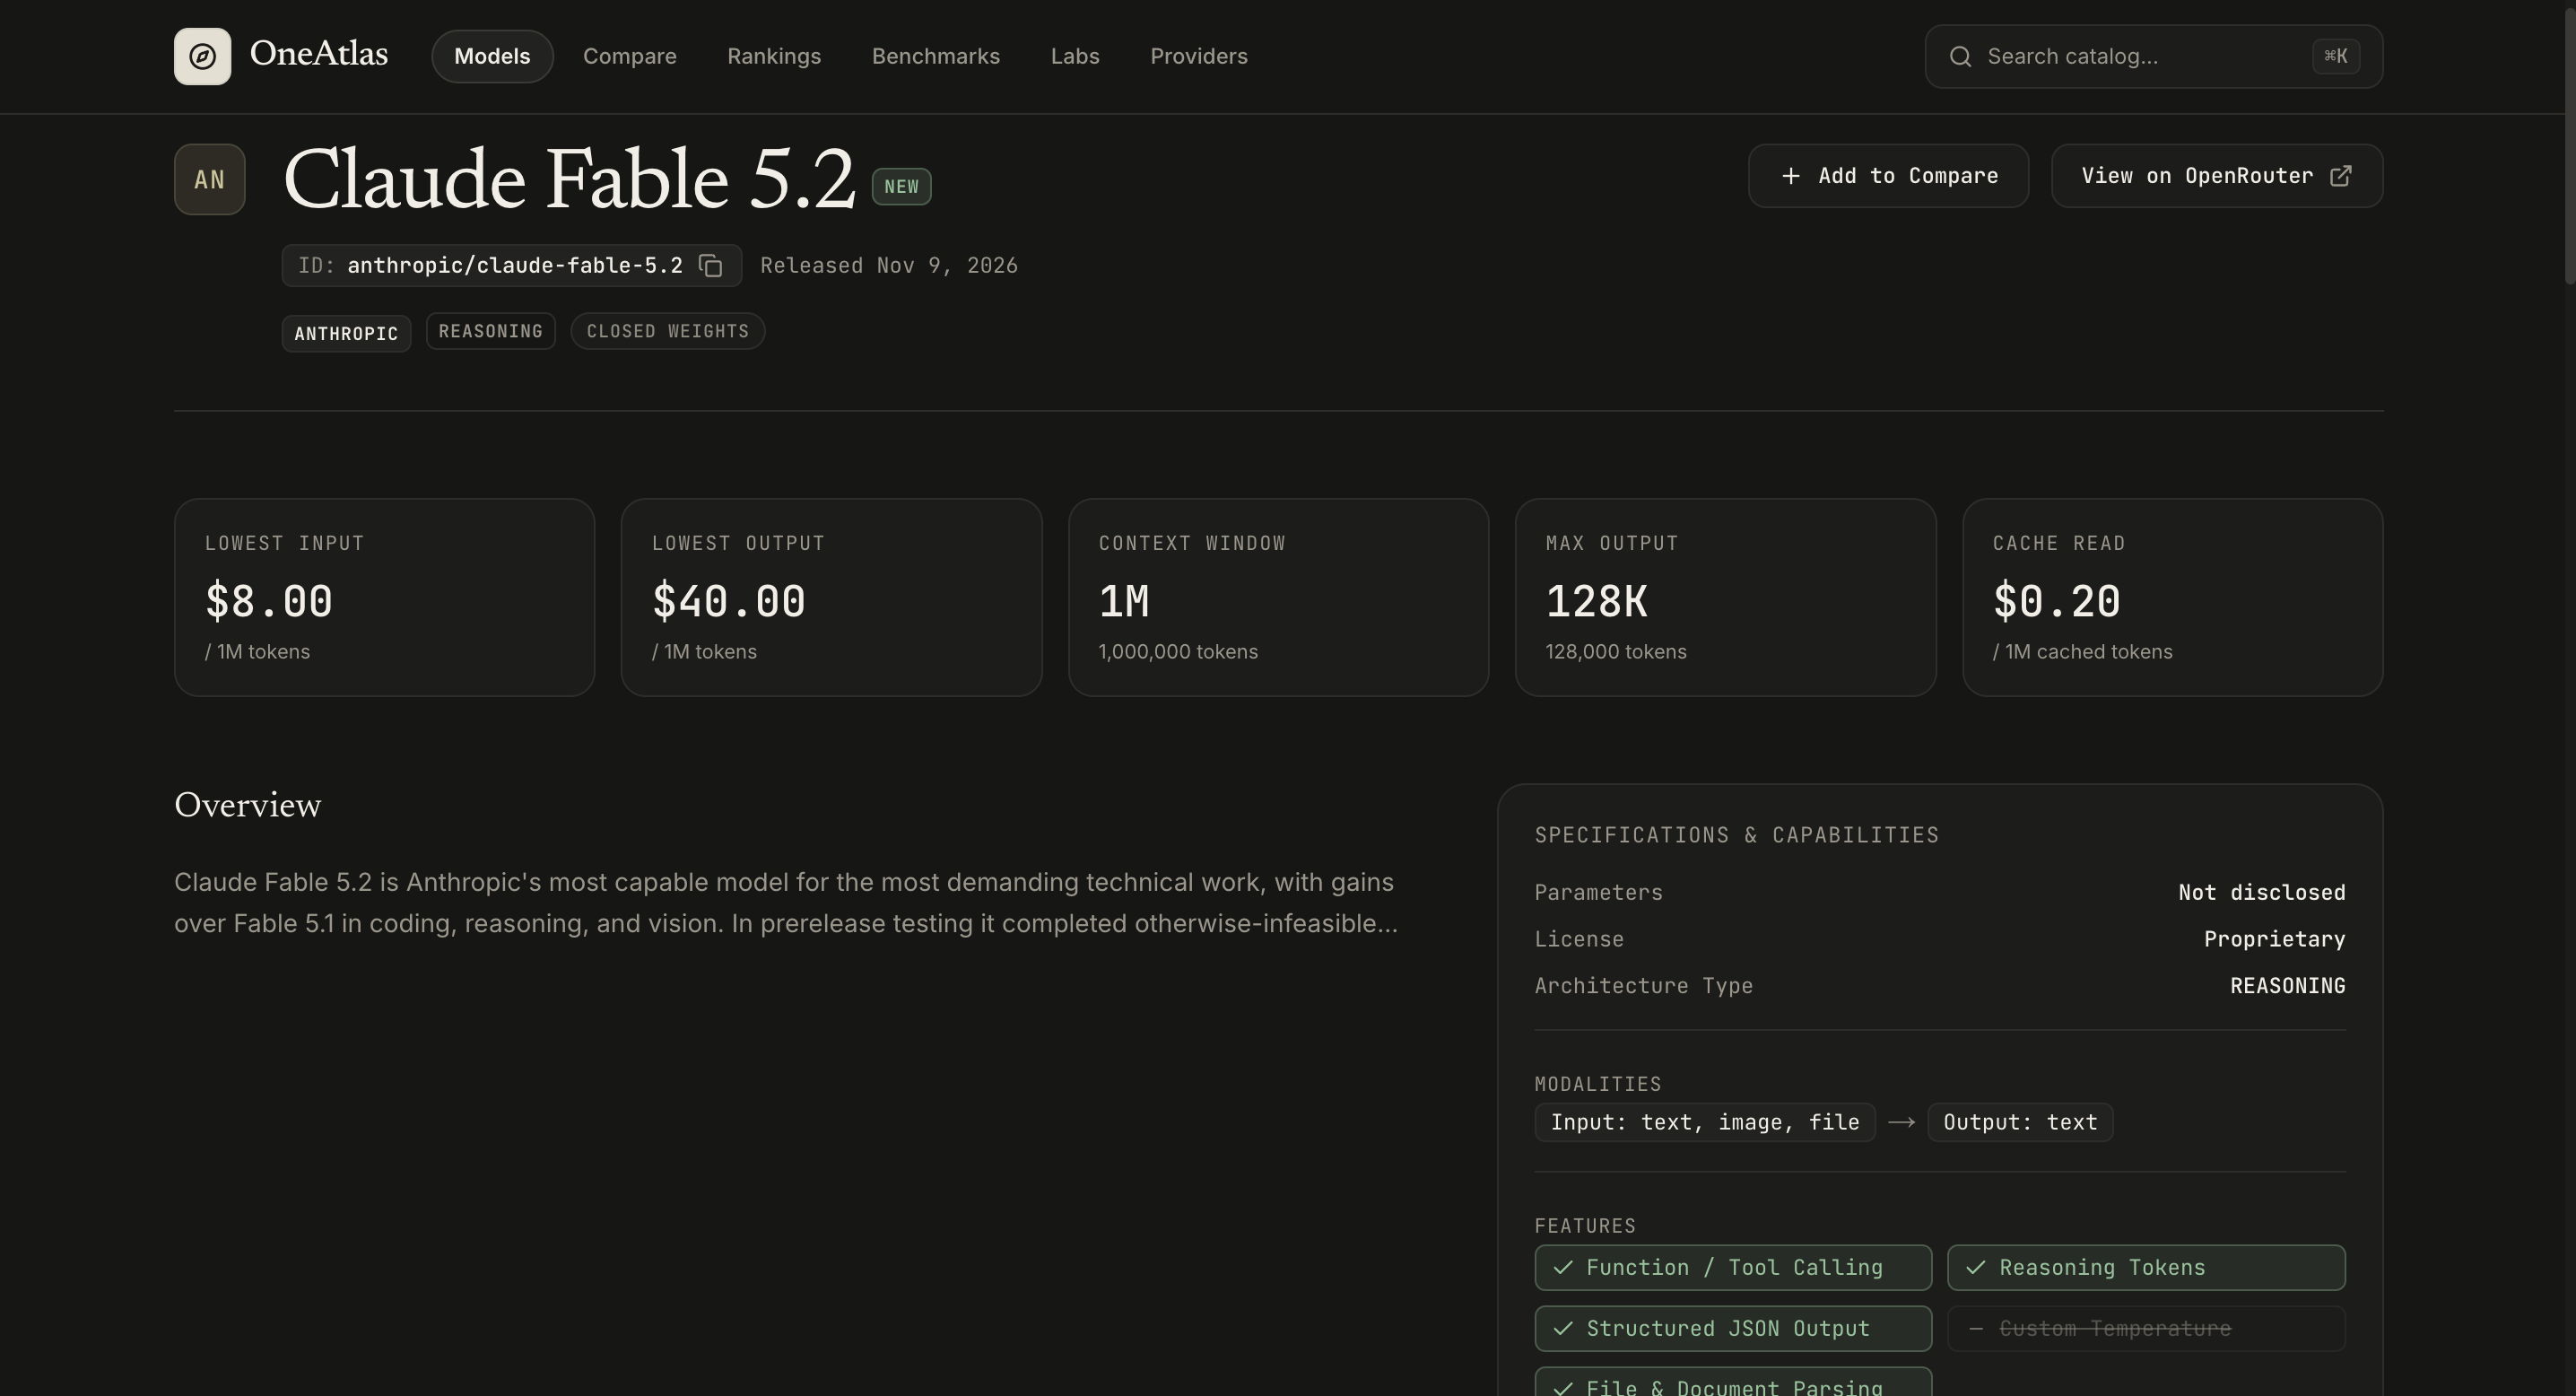 OneAtlas Models Compare Rankings Benchmarks Labs Providers Search catalog... ⌘K
AN Claude Fable 5.2 NEW + Add to Compare View on OpenRouter
ID: anthropic/claude-fable-5.2 Released Nov 9, 2026
ANTHROPIC REASONING CLOSED WEIGHTS
LOWEST INPUT
$8.00
/ 1M tokens
LOWEST OUTPUT
$40.00
/ 1M tokens
CONTEXT WINDOW
1M
1,000,000 tokens
MAX OUTPUT
128K
128,000 tokens
CACHE READ
$0.20
/ 1M cached tokens
Overview
Claude Fable 5.2 is Anthropic's most capable model for the most demanding technical work, with gains
over Fable 5.1 in coding, reasoning, and vision. In prerelease testing it completed otherwise-infeasible...
SPECIFICATIONS & CAPABILITIES
Parameters Not disclosed
License Proprietary
Architecture Type REASONING
MODALITIES
Input: text, image, file → Output: text
FEATURES
✓ Function / Tool Calling ✓ Reasoning Tokens
✓ Structured JSON Output – Custom Temperature
✓ File & Document Parsing